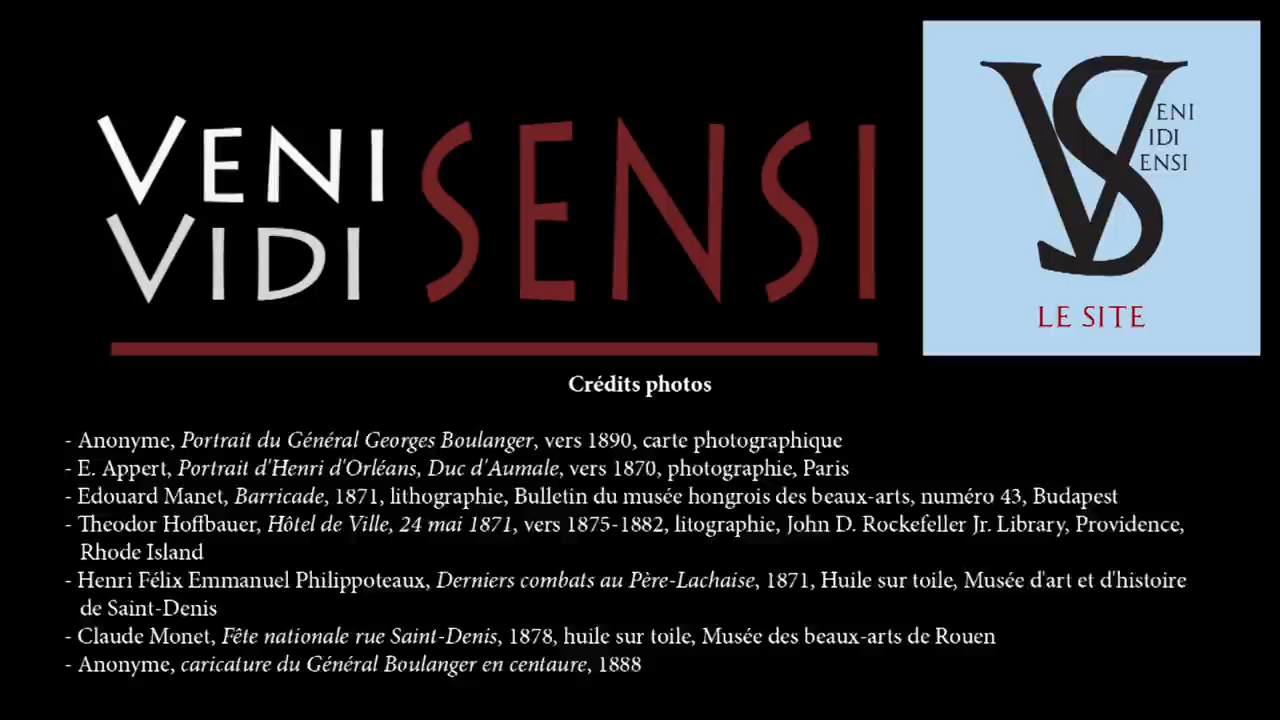 VENI
VIDI
SENSI
VS
ENI
IDI
ENSI
LE SITE
Crédits photos
- Anonyme, Portrait du Général Georges Boulanger, vers 1890, carte photographique
- E. Appert, Portrait d'Henri d'Orléans, Duc d'Aumale, vers 1870, photographie, Paris
- Edouard Manet, Barricade, 1871, lithographie, Bulletin du musée hongrois des beaux-arts, numéro 43, Budapest
- Theodor Hoffbauer, Hôtel de Ville, 24 mai 1871, vers 1875-1882, litographie, John D. Rockefeller Jr. Library, Providence,
Rhode Island
- Henri Félix Emmanuel Philippoteaux, Derniers combats au Père-Lachaise, 1871, Huile sur toile, Musée d'art et d'histoire
de Saint-Denis
- Claude Monet, Fête nationale rue Saint-Denis, 1878, huile sur toile, Musée des beaux-arts de Rouen
- Anonyme, caricature du Général Boulanger en centaure, 1888